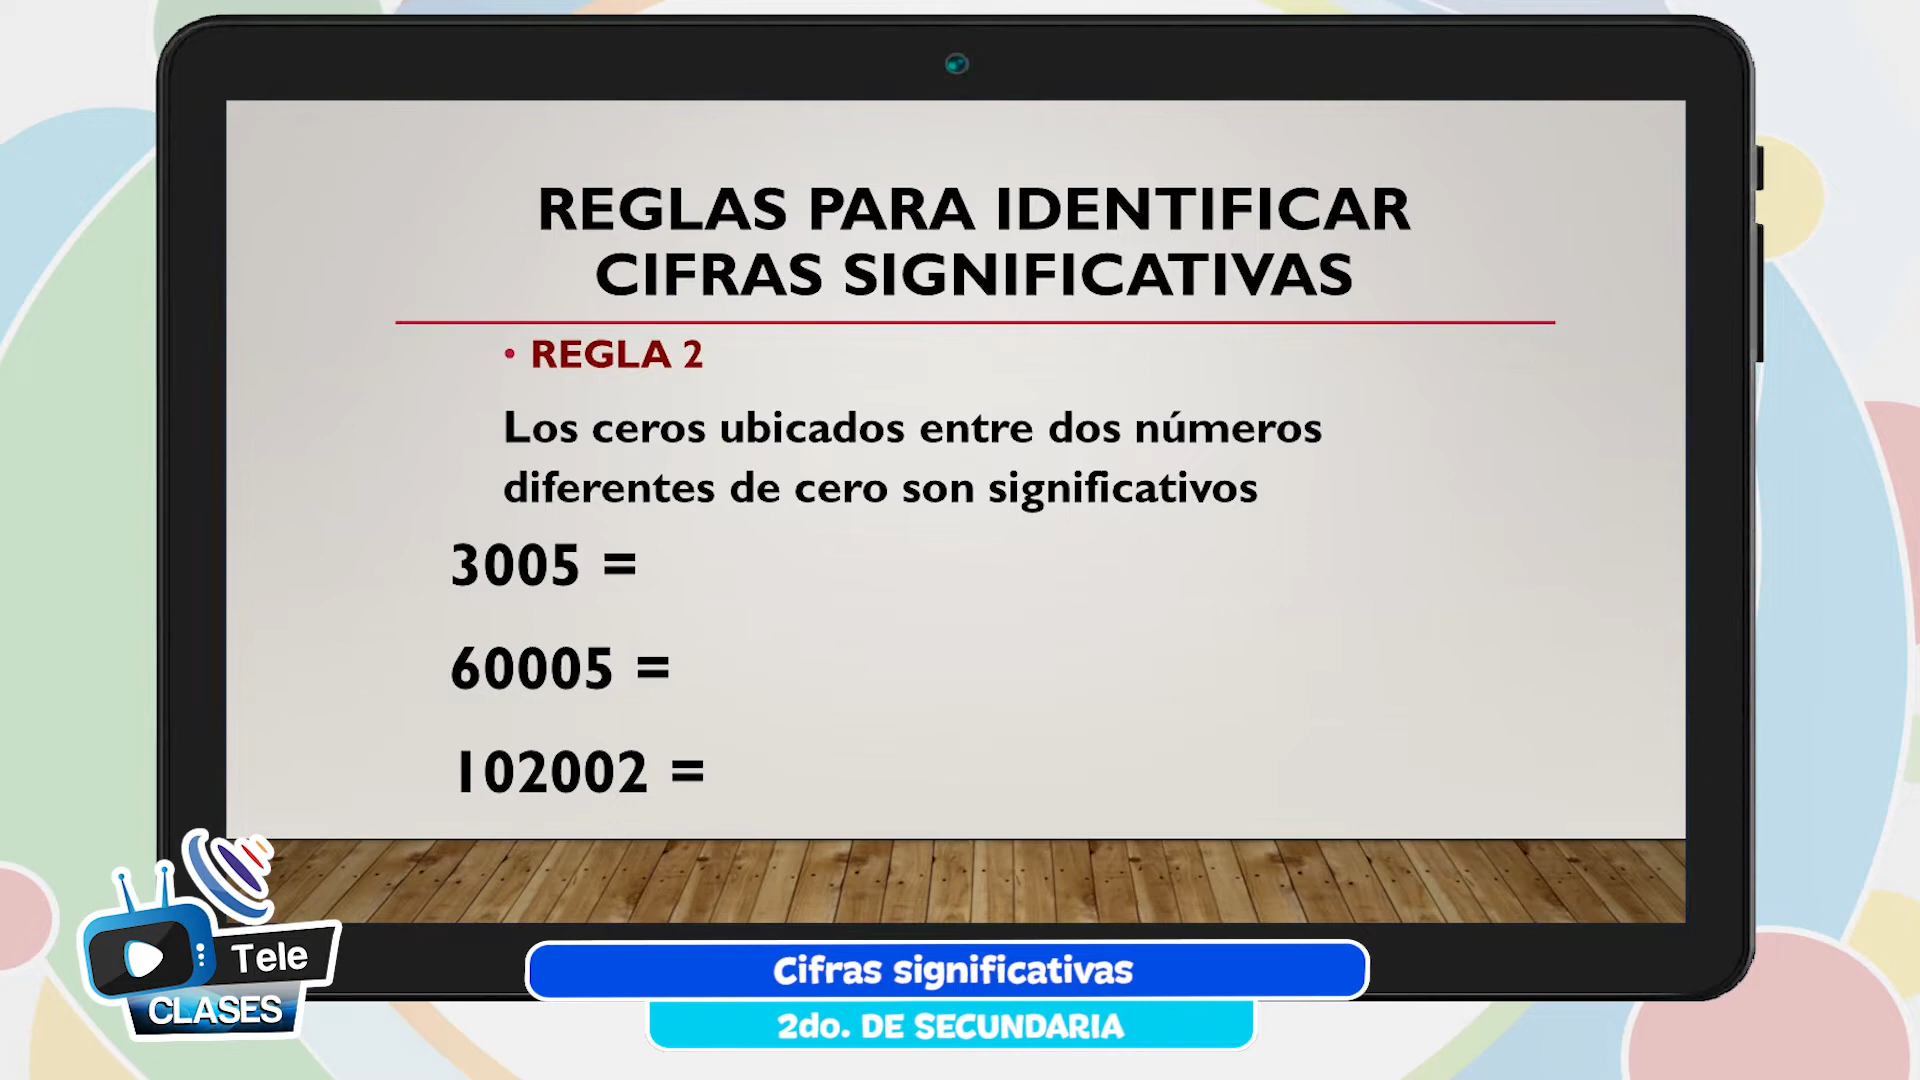 REGLAS PARA IDENTIFICAR
CIFRAS SIGNIFICATIVAS
• REGLA 2
Los ceros ubicados entre dos números
diferentes de cero son significativos
3005 =
60005 =
102002 =
Tele
CLASES
Cifras significativas
2do. DE SECUNDARIA